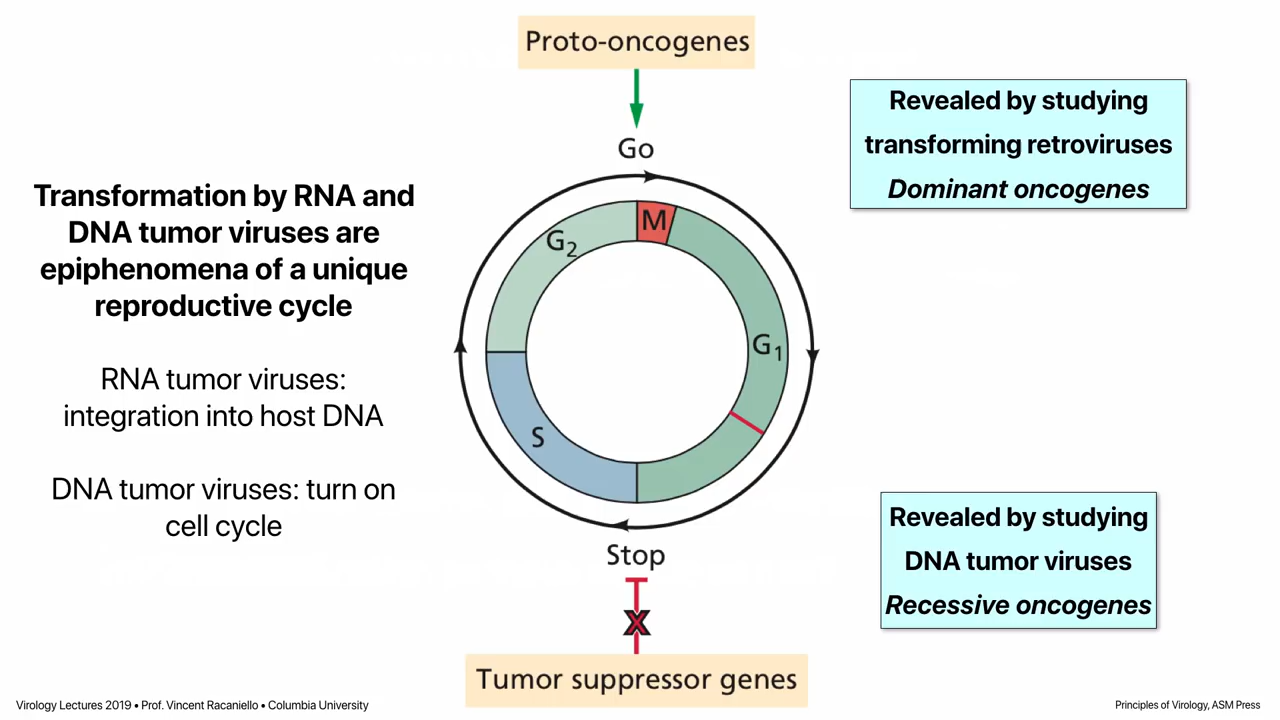 Proto-oncogenes
Go
Revealed by studying
transforming retroviruses
Dominant oncogenes
Transformation by RNA and
DNA tumor viruses are
epiphenomena of a unique
reproductive cycle
RNA tumor viruses:
integration into host DNA
DNA tumor viruses: turn on
cell cycle
M
G2
G1
S
Stop
X
Revealed by studying
DNA tumor viruses
Recessive oncogenes
Tumor suppressor genes
Virology Lectures 2019 • Prof. Vincent Racaniello • Columbia University
Principles of Virology, ASM Press